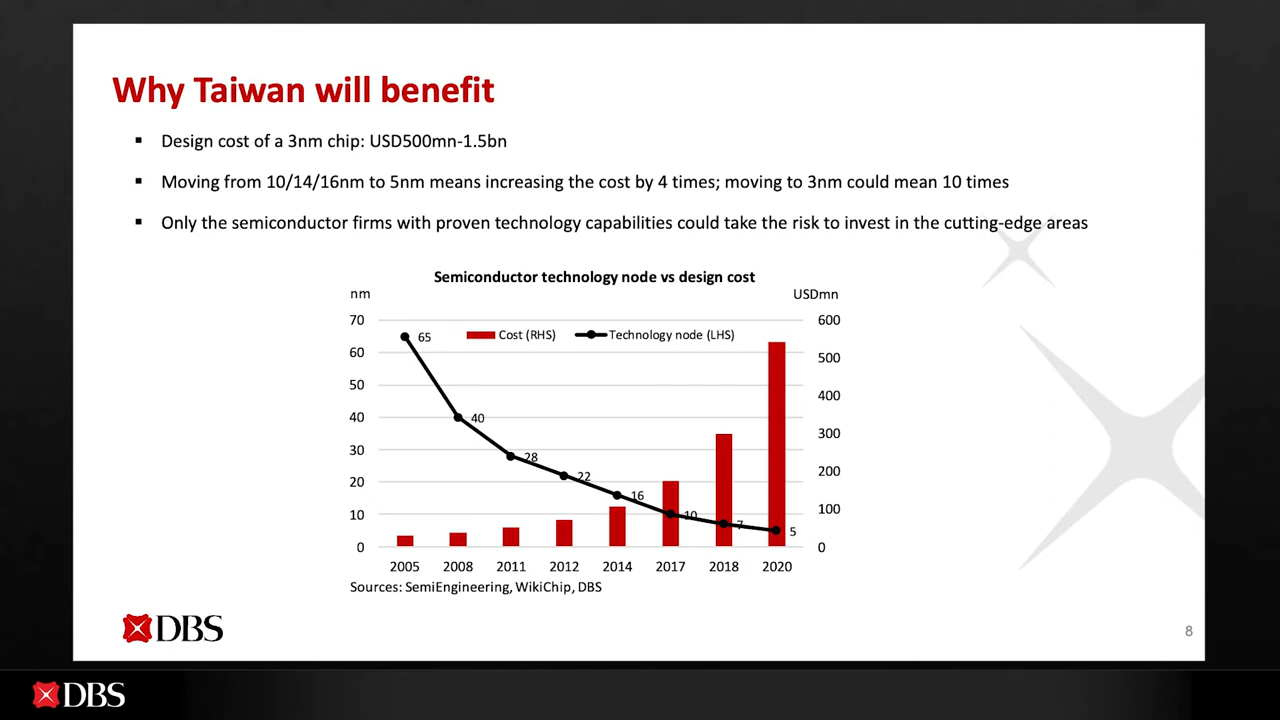 Why Taiwan will benefit
▪ Design cost of a 3nm chip: USD500mn-1.5bn
▪ Moving from 10/14/16nm to 5nm means increasing the cost by 4 times; moving to 3nm could mean 10 times
▪ Only the semiconductor firms with proven technology capabilities could take the risk to invest in the cutting-edge areas
Semiconductor technology node vs design cost
nm
USDmn
70
60
50
40
30
20
10
0
Cost (RHS)
Technology node (LHS)
65
40
28
22
16
10
7
5
600
500
400
300
200
100
0
2005 2008 2011 2012 2014 2017 2018 2020
Sources: SemiEngineering, WikiChip, DBS
DBS
8
DBS